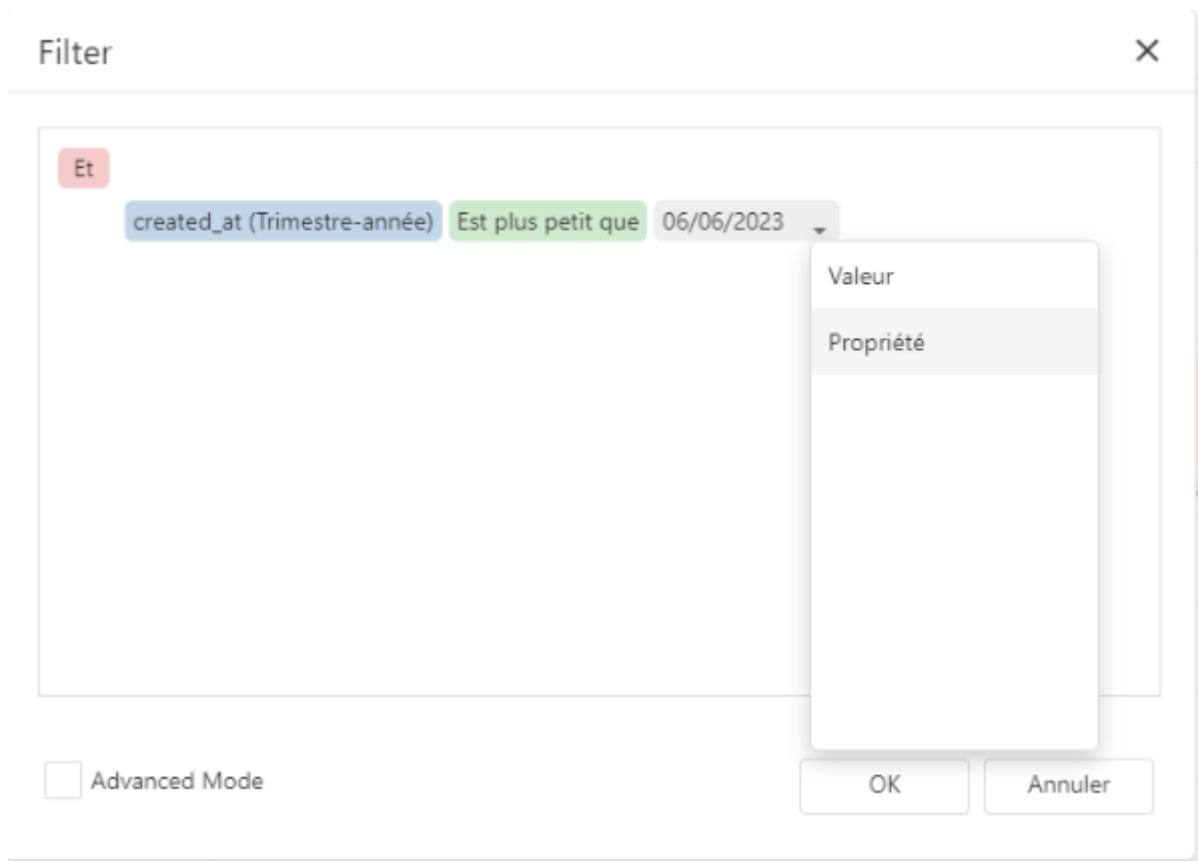 Filter
Et
created_at (Trimestre-année) Est plus petit que 06/06/2023
Valeur
Propriété
Advanced Mode
OK
Annuler